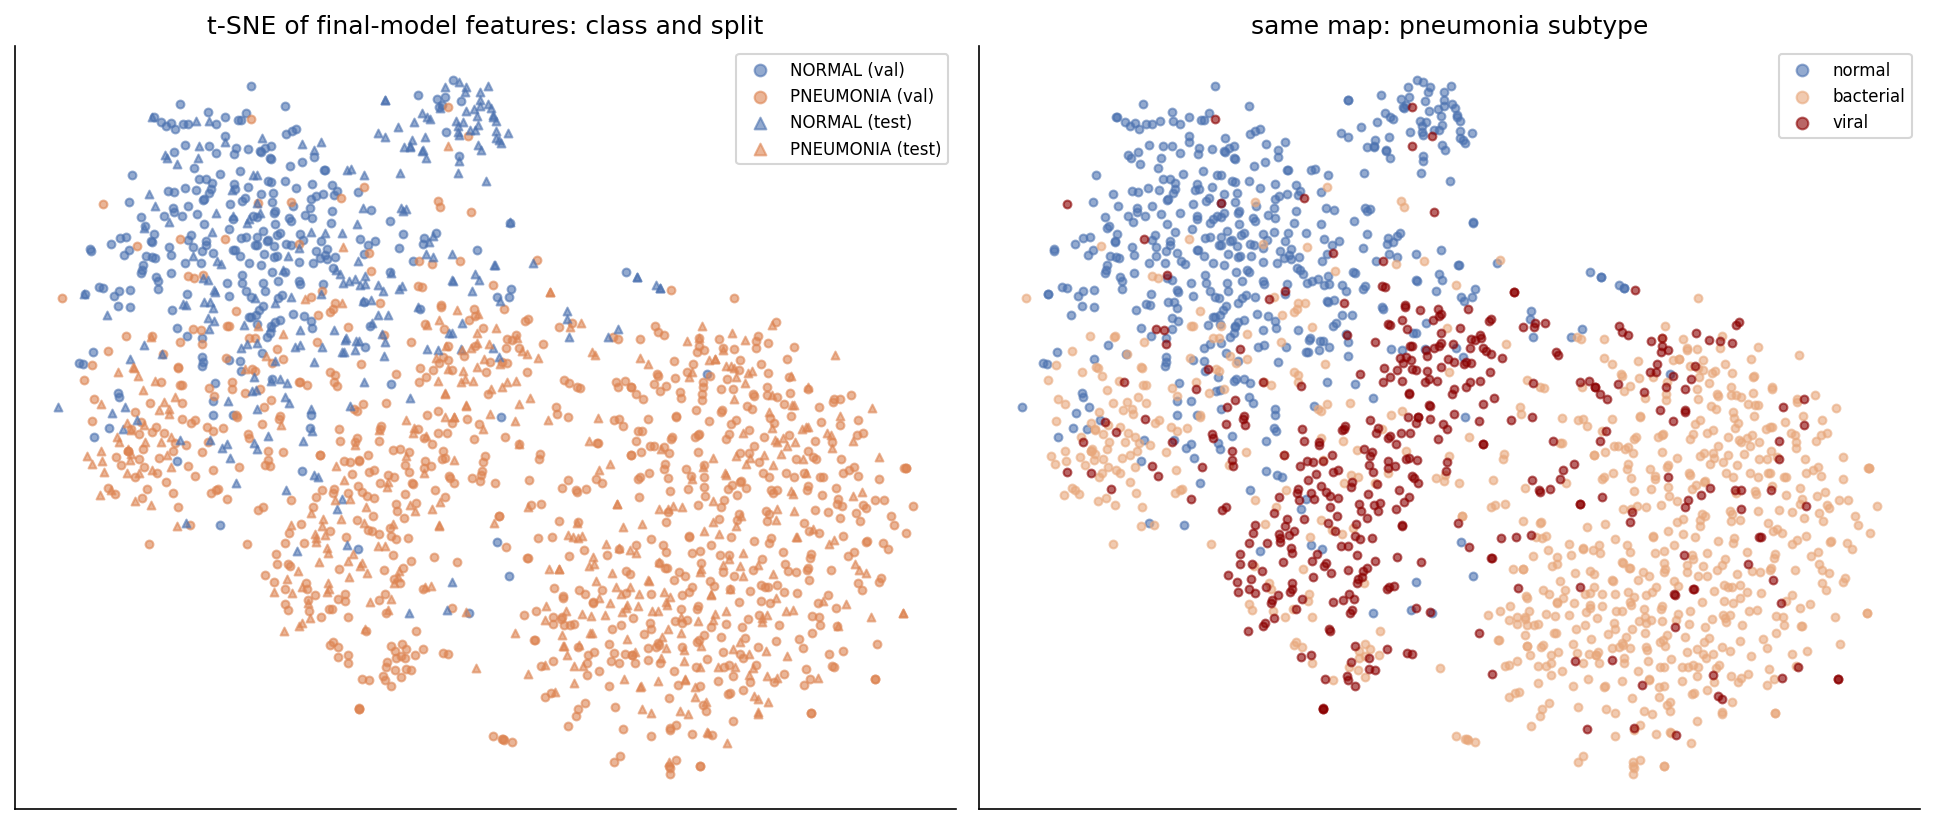 t-SNE of final-model features: class and split
NORMAL (val)
PNEUMONIA (val)
NORMAL (test)
PNEUMONIA (test)
same map: pneumonia subtype
normal
bacterial
viral